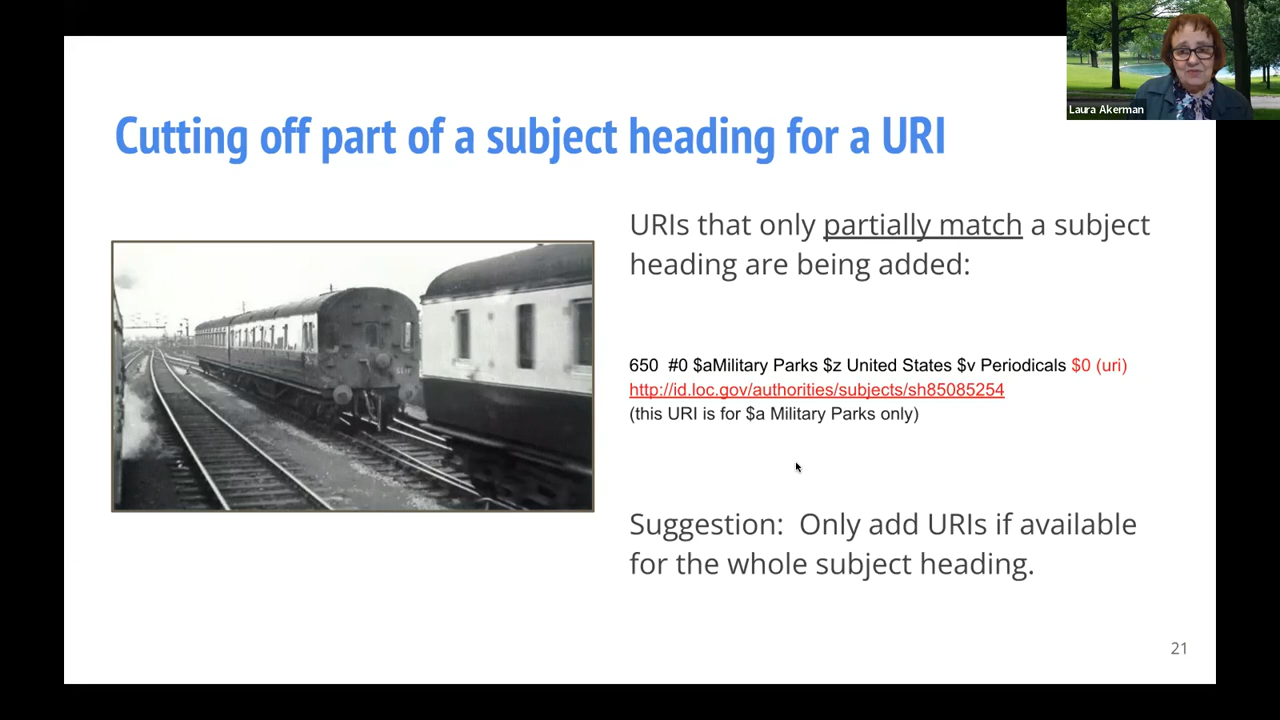 Laura Akerman
Cutting off part of a subject heading for a URI
URIs that only partially match a subject
heading are being added:
650  #0 $aMilitary Parks $z United States $v Periodicals $0 (uri)
http://id.loc.gov/authorities/subjects/sh85085254
(this URI is for $a Military Parks only)
Suggestion:  Only add URIs if available
for the whole subject heading.
21